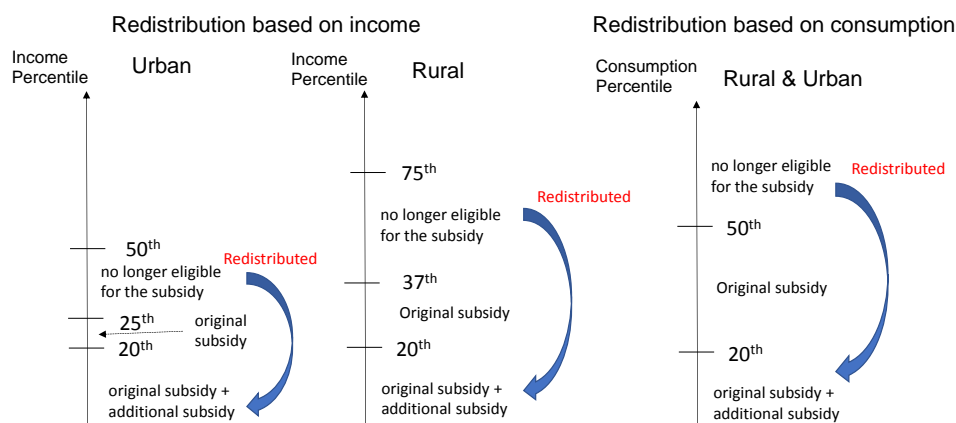 Redistribution based on income
Income
Percentile
Urban
50th
no longer eligible
for the subsidy
Redistributed
25th
original
subsidy
20th
original subsidy +
additional subsidy
Income
Percentile
Rural
75th
Redistributed
no longer eligible
for the subsidy
37th
Original subsidy
20th
original subsidy +
additional subsidy
Redistribution based on consumption
Consumption
Percentile
Rural & Urban
no longer eligible
for the subsidy
Redistributed
50th
Original subsidy
20th
original subsidy +
additional subsidy